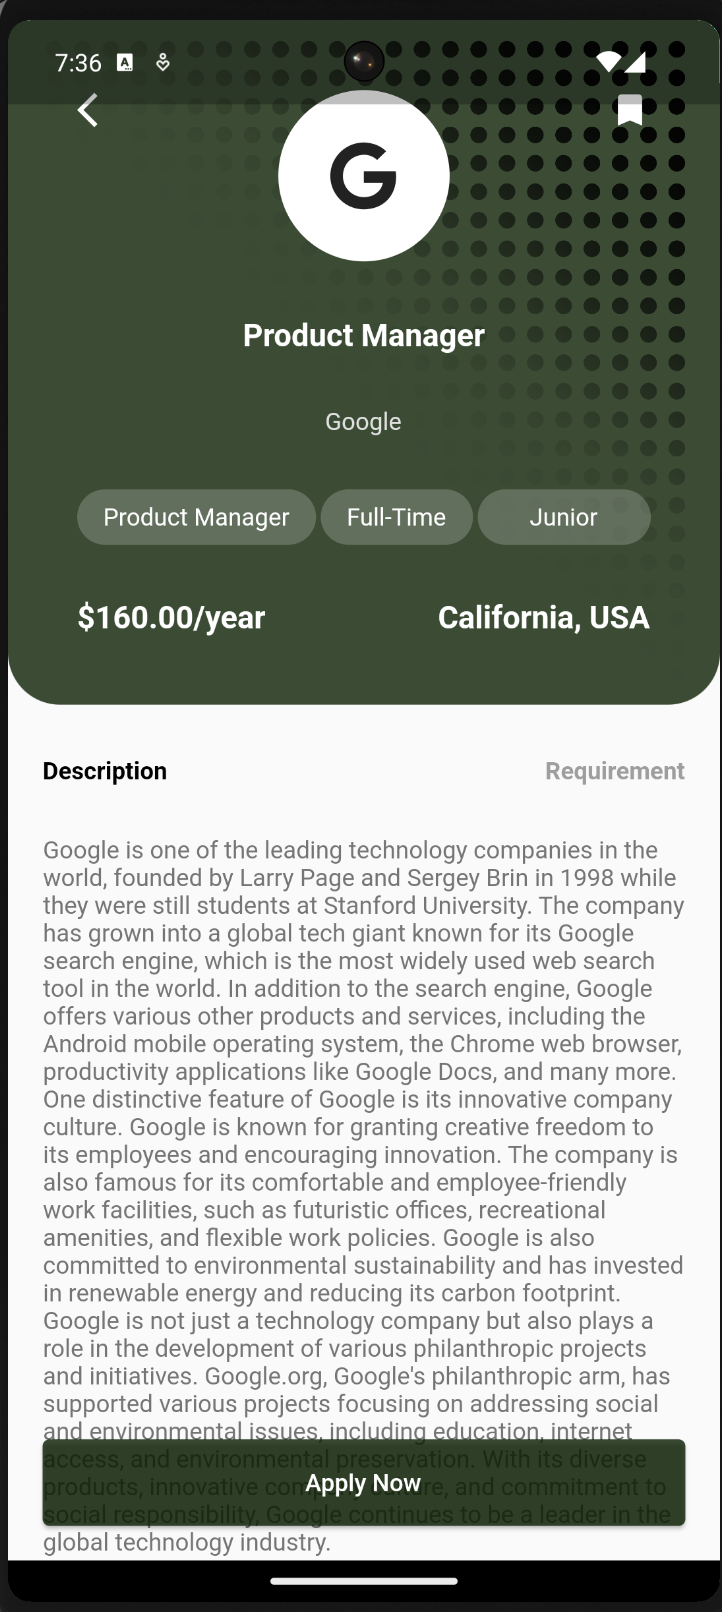 7:36
A
G
Product Manager
Google
Product Manager Full-Time Junior
$160.00/year California, USA
Description Requirement
Google is one of the leading technology companies in the
world, founded by Larry Page and Sergey Brin in 1998 while
they were still students at Stanford University. The company
has grown into a global tech giant known for its Google
search engine, which is the most widely used web search
tool in the world. In addition to the search engine, Google
offers various other products and services, including the
Android mobile operating system, the Chrome web browser,
productivity applications like Google Docs, and many more.
One distinctive feature of Google is its innovative company
culture. Google is known for granting creative freedom to
its employees and encouraging innovation. The company is
also famous for its comfortable and employee-friendly
work facilities, such as futuristic offices, recreational
amenities, and flexible work policies. Google is also
committed to environmental sustainability and has invested
in renewable energy and reducing its carbon footprint.
Google is not just a technology company but also plays a
role in the development of various philanthropic projects
and initiatives. Google.org, Google's philanthropic arm, has
supported various projects focusing on addressing social
and environmental issues, including education, internet
access, and environmental preservation. With its diverse
products, innovative company culture, and commitment to
Apply Now
social responsibility, Google continues to be a leader in the
global technology industry.